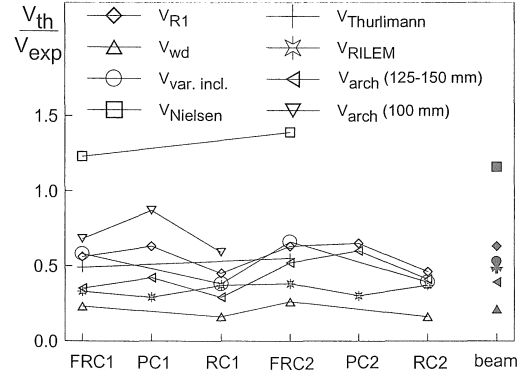 V_th
V_exp
V_R1
V_wd
V_var. incl.
V_Nielsen
V_Thurlimann
V_RILEM
V_arch (125-150 mm)
V_arch (100 mm)
1.5
1.0
0.5
0.0
FRC1 PC1 RC1 FRC2 PC2 RC2 beam